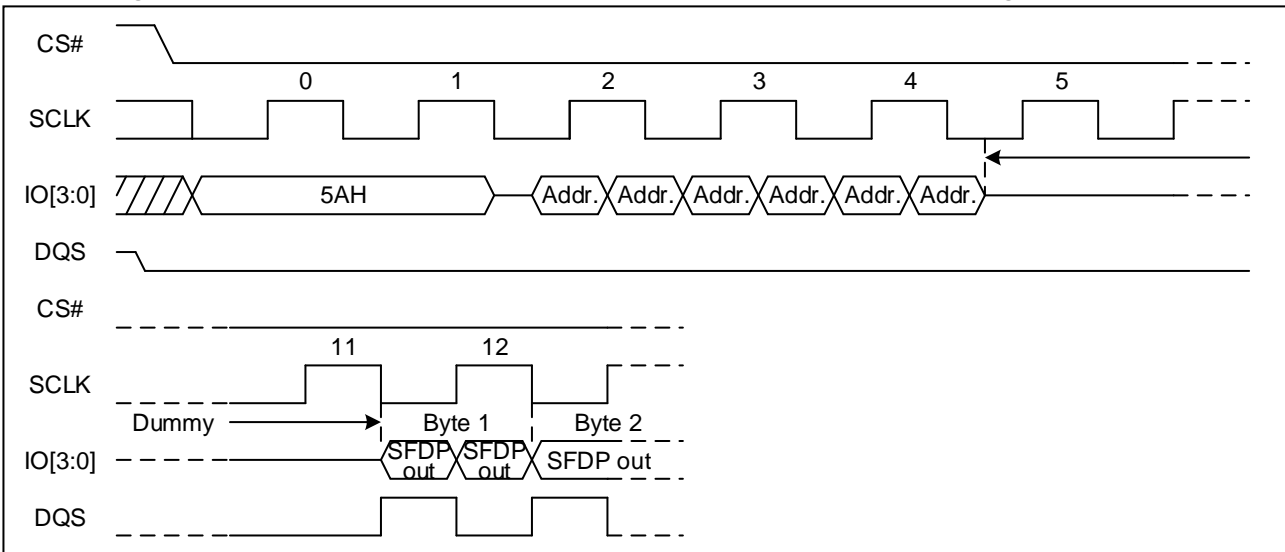 CS#
0 1 2 3 4 5
SCLK
IO[3:0] 5AH Addr. Addr. Addr. Addr. Addr. Addr.
DQS
CS#
11 12
SCLK
Dummy Byte 1 Byte 2
IO[3:0] SFDP out SFDP out SFDP out
DQS